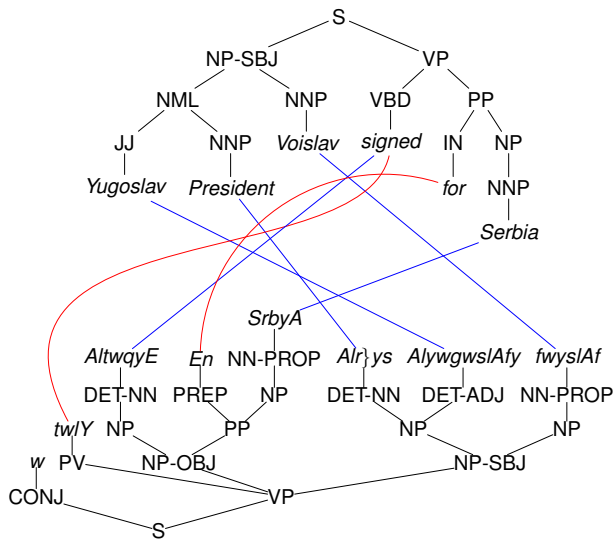 S
NP-SBJ VP
NML NNP VBD PP
JJ NNP Voislav signed IN NP
Yugoslav President for NNP
Serbia
SrbyA
AltwqyE En NN-PROP Alr}ys AlywgwslAfy fwyslAf
DET-NN PREP NP DET-NN DET-ADJ NN-PROP
twlY NP PP NP NP
w PV NP-OBJ NP-SBJ
CONJ VP
S